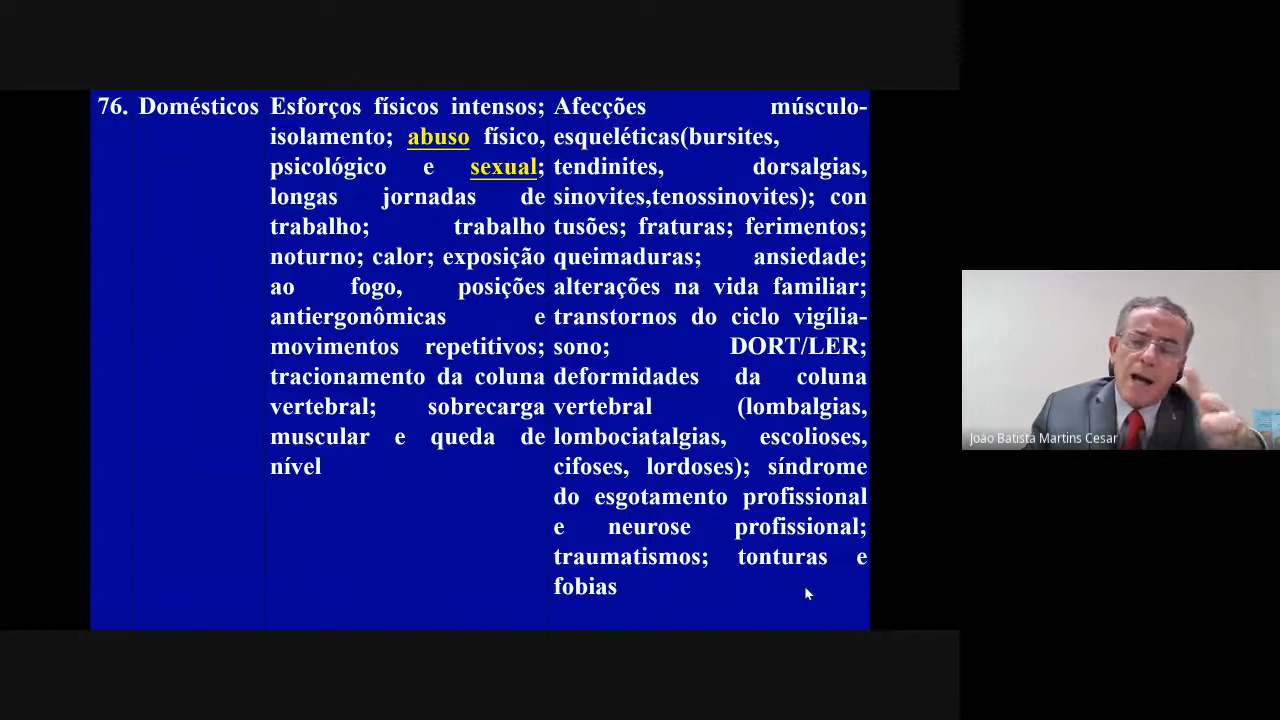 76. Domésticos
Esforços físicos intensos;
isolamento; abuso físico,
psicológico e sexual;
longas jornadas de
trabalho; trabalho
noturno; calor; exposição
ao fogo, posições
antiergonômicas e
movimentos repetitivos;
tracionamento da coluna
vertebral; sobrecarga
muscular e queda de
nível
Afecções músculo-
esqueléticas(bursites,
tendinites, dorsalgias,
sinovites,tenossinovites); con
tusões; fraturas; ferimentos;
queimaduras; ansiedade;
alterações na vida familiar;
transtornos do ciclo vigília-
sono; DORT/LER;
deformidades da coluna
vertebral (lombalgias,
lombociatalgias, escolioses,
cifoses, lordoses); síndrome
do esgotamento profissional
e neurose profissional;
traumatismos; tonturas e
fobias
João Batista Martins Cesar